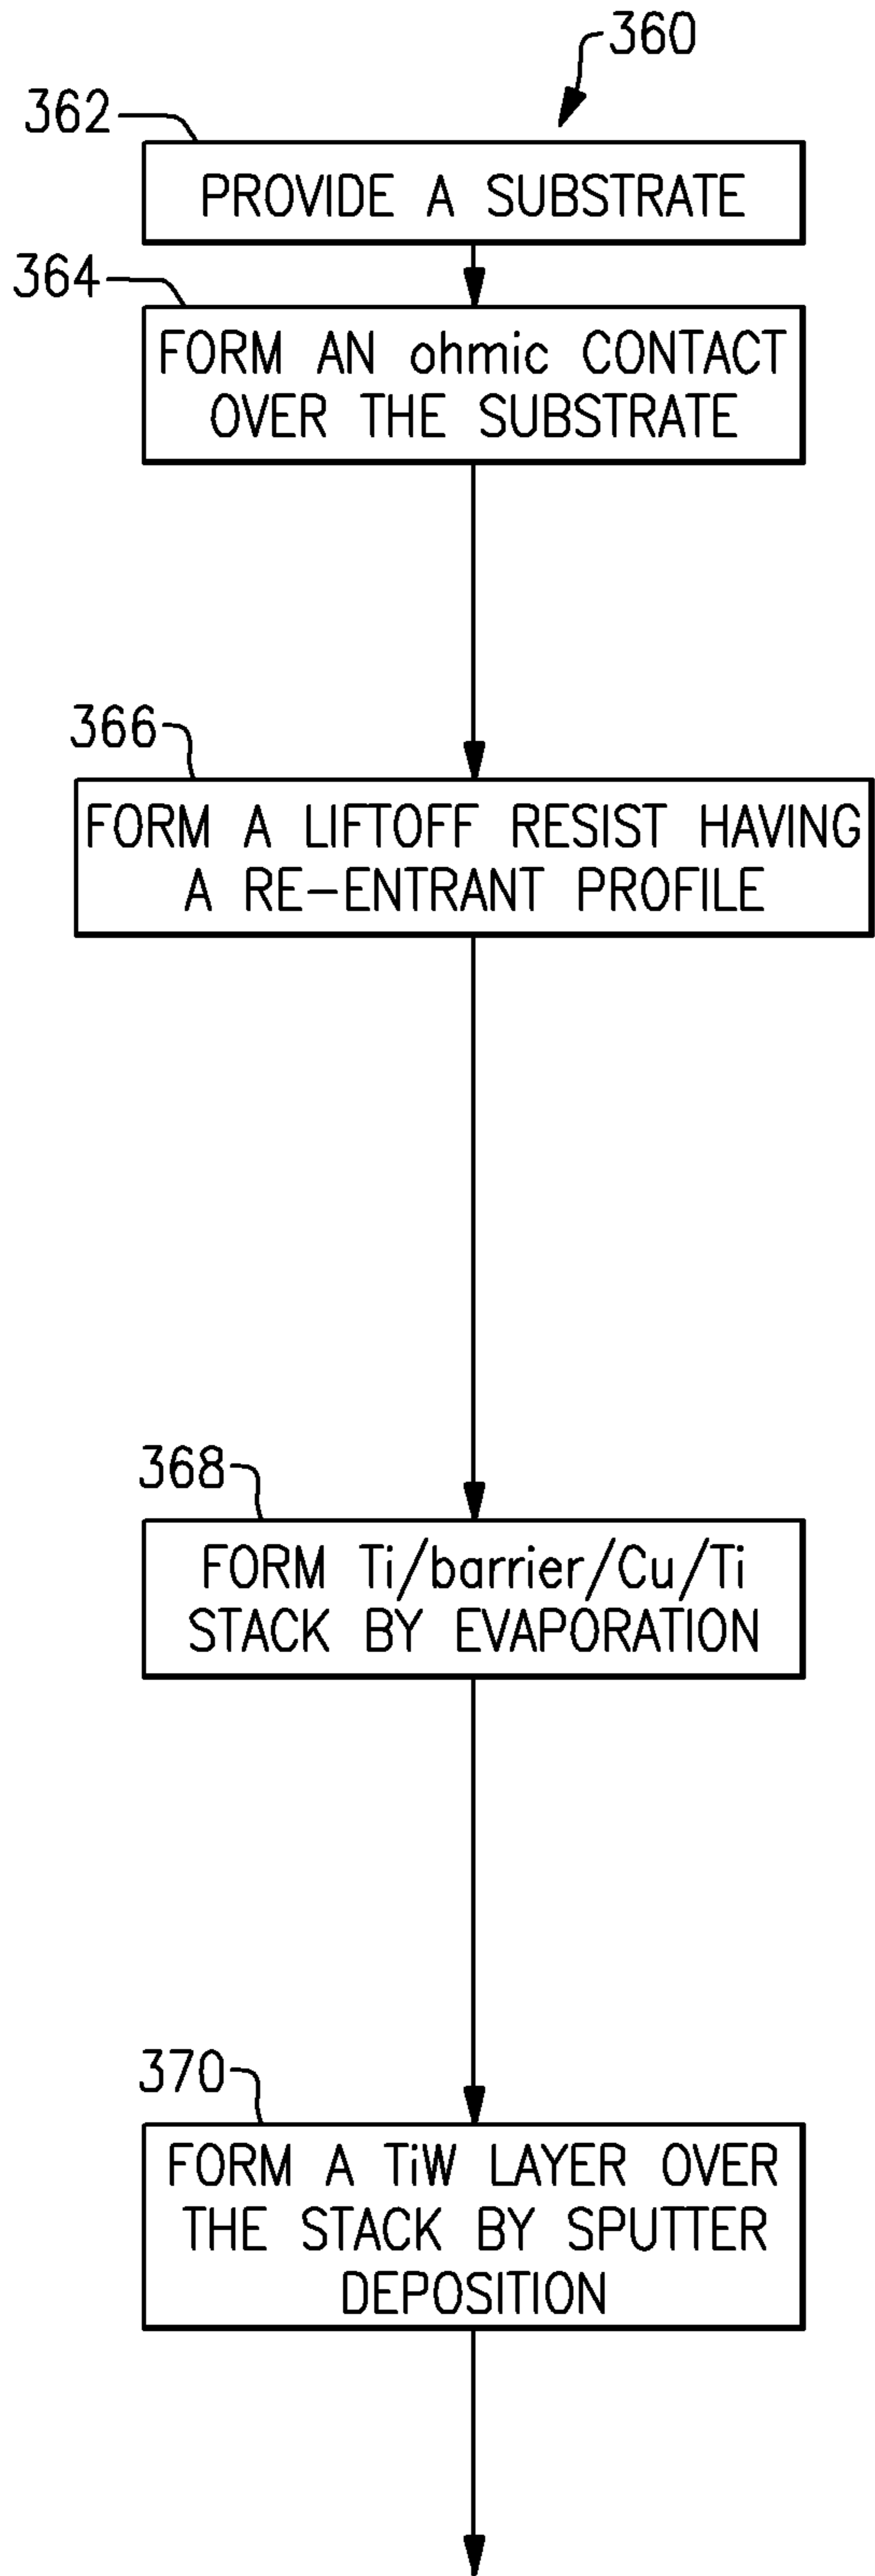 360
362
PROVIDE A SUBSTRATE
364
FORM AN ohmic CONTACT
OVER THE SUBSTRATE
366
FORM A LIFTOFF RESIST HAVING
A RE-ENTRANT PROFILE
368
FORM Ti/barrier/Cu/Ti
STACK BY EVAPORATION
370
FORM A TiW LAYER OVER
THE STACK BY SPUTTER
DEPOSITION